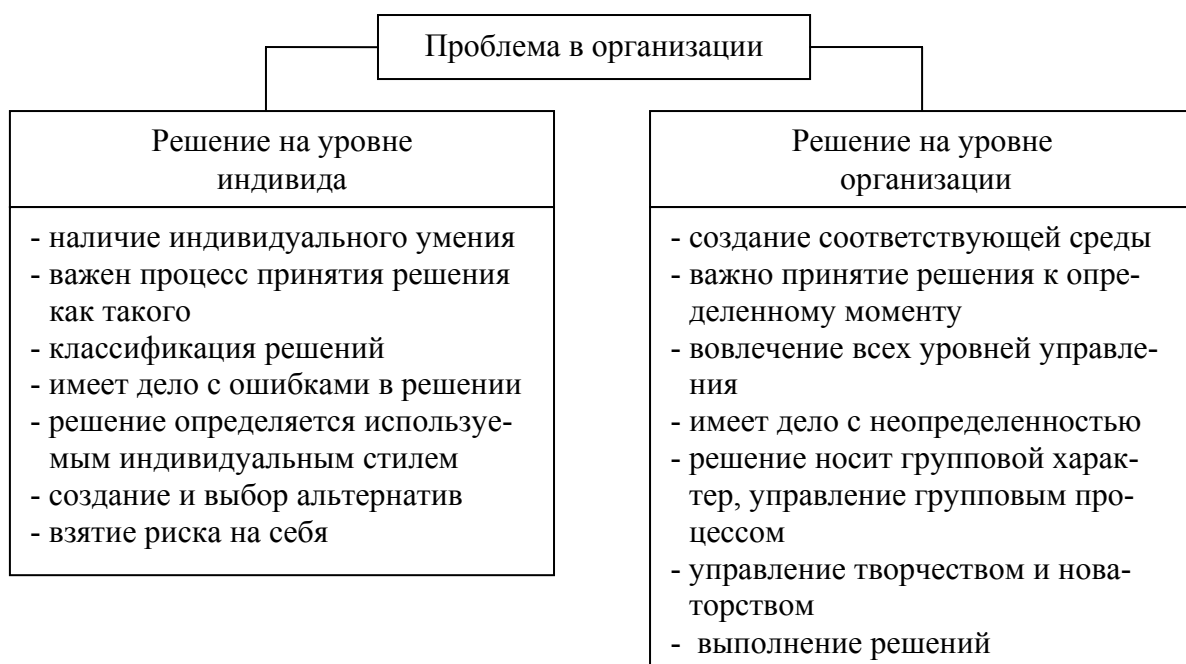 Проблема в организации
Решение на уровне
индивида
- наличие индивидуального умения
- важен процесс принятия решения
как такого
- классификация решений
- имеет дело с ошибками в решении
- решение определяется используе-
мым индивидуальным стилем
- создание и выбор альтернатив
- взятие риска на себя
Решение на уровне
организации
- создание соответствующей среды
- важно принятие решения к опре-
деленному моменту
- вовлечение всех уровней управле-
ния
- имеет дело с неопределенностью
- решение носит групповой харак-
тер, управление групповым про-
цессом
- управление творчеством и нова-
торством
- выполнение решений